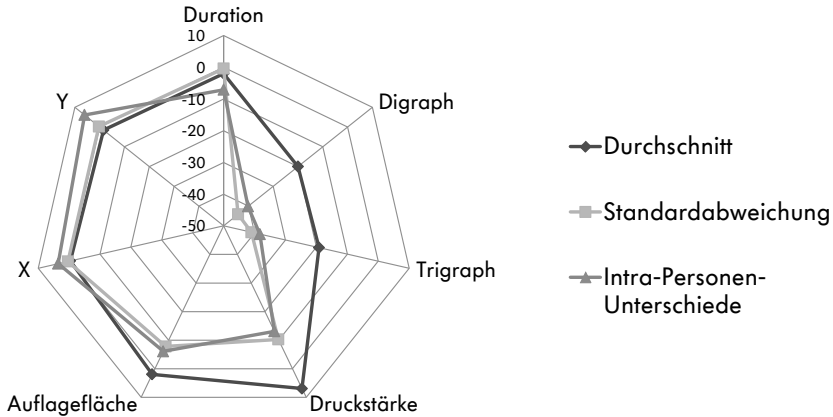 Duration
10
0
-10
-20
-30
-40
-50
Digraph
Trigraph
Druckstärke
Auflagefläche
X
Y
Durchschnitt
Standardabweichung
Intra-Personen-
Unterschiede